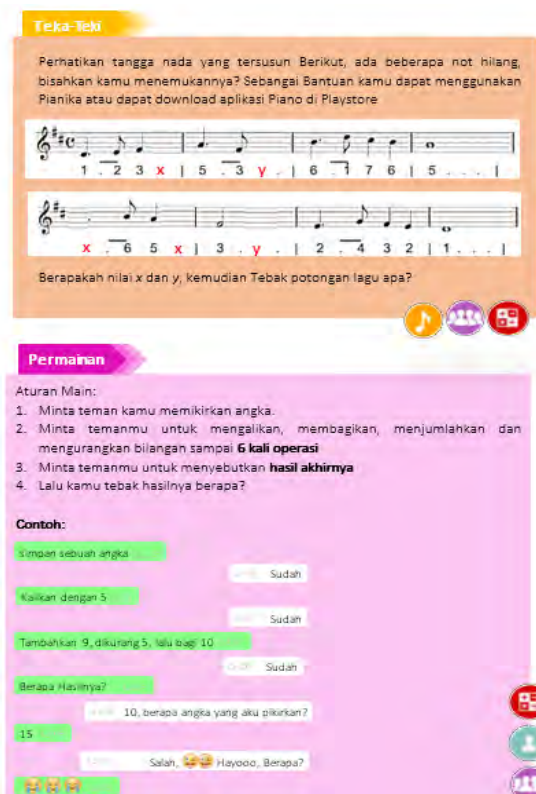 Teka-Teki
Perhatikan tangga nada yang tersusun Berikut, ada beberapa not hilang,
bisahkan kamu menemukannya? Sebangai Bantuan kamu dapat menggunakan
Pianika atau dapat download aplikasi Piano di Playstore
1 . 2 3 x | 5 . 3 y . | 6 . 1 7 6 | 5 . . . |
x . 6 5 x | 3 . y . | 2 . 4 3 2 | 1 . . . |
Berapakah nilai x dan y, kemudian Tebak potongan lagu apa?
Permainan
Aturan Main:
1. Minta teman kamu memikirkan angka.
2. Minta temanmu untuk mengalikan, membagikan, menjumlahkan dan
mengurangkan bilangan sampai 6 kali operasi
3. Minta temanmu untuk menyebutkan hasil akhirnya
4. Lalu kamu tebak hasilnya berapa?
Contoh:
simpan sebuah angka
Sudah
Kalikan dengan 5
Sudah
Tambahkan 9, dikurang 5, lalu bagi 10
Sudah
Berapa Hasilnya?
10, berapa angka yang aku pikirkan?
15
Salah, 😂😂 Hayooo, Berapa?